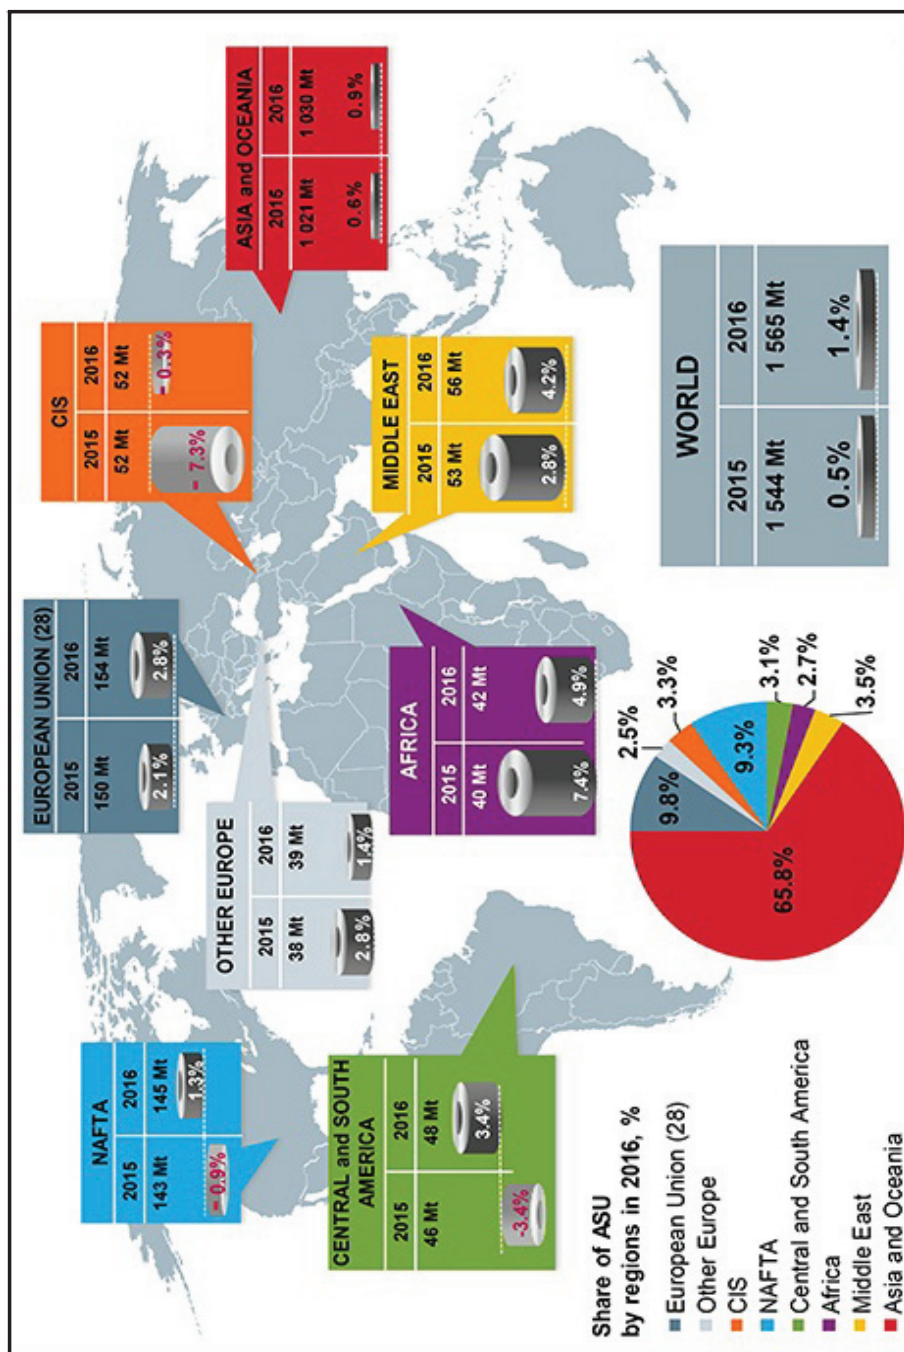 NAFTA
2015 2016
143 Mt 145 Mt
- 0.9% 1.3%
EUROPEAN UNION (28)
2015 2016
150 Mt 154 Mt
2.1% 2.8%
CIS
2015 2016
52 Mt 52 Mt
- 7.3% - 0.3%
OTHER EUROPE
2015 2016
38 Mt 39 Mt
2.8% 1.4%
ASIA and OCEANIA
2015 2016
1 021 Mt 1 030 Mt
0.6% 0.9%
CENTRAL and SOUTH
AMERICA
2015 2016
46 Mt 48 Mt
-3.4% 3.4%
AFRICA
2015 2016
40 Mt 42 Mt
7.4% 4.9%
MIDDLE EAST
2015 2016
53 Mt 56 Mt
2.8% 4.2%
Share of ASU
by regions in 2016, %
European Union (28)
Other Europe
CIS
NAFTA
Central and South America
Africa
Middle East
Asia and Oceania
65.8%
9.8%
2.5%
3.3%
9.3%
3.1%
2.7%
3.5%
WORLD
2015 2016
1 544 Mt 1 565 Mt
0.5% 1.4%